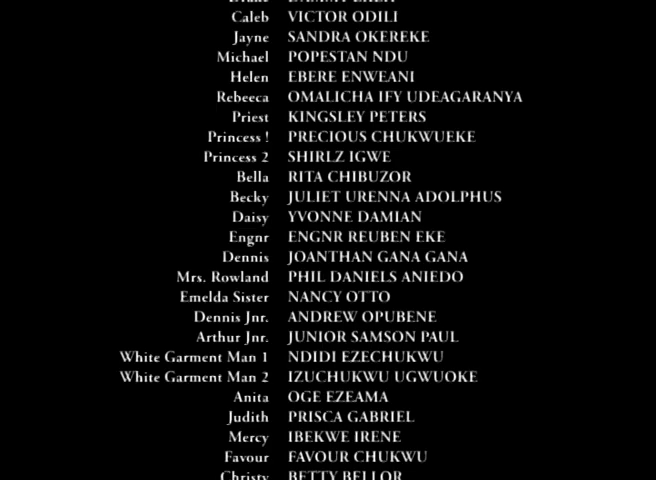 Caleb VICTOR ODILI
Jayne SANDRA OKEREKE
Michael POPESTAN NDU
Helen EBERE ENWEANI
Rebeeca OMALICHA IFY UDEAGARANYA
Priest KINGSLEY PETERS
Princess ! PRECIOUS CHUKWUEKE
Princess 2 SHIRLZ IGWE
Bella RITA CHIBUZOR
Becky JULIET URENNA ADOLPHUS
Daisy YVONNE DAMIAN
Engnr ENGNR REUBEN EKE
Dennis JOANTHAN GANA GANA
Mrs. Rowland PHIL DANIELS ANIEDO
Emelda Sister NANCY OTTO
Dennis Jnr. ANDREW OPUBENE
Arthur Jnr. JUNIOR SAMSON PAUL
White Garment Man 1 NDIDI EZECHUKWU
White Garment Man 2 IZUCHUKWU UGWUOKE
Anita OGE EZEAMA
Judith PRISCA GABRIEL
Mercy IBEKWE IRENE
Favour FAVOUR CHUKWU
Christy BETTY BELLOR